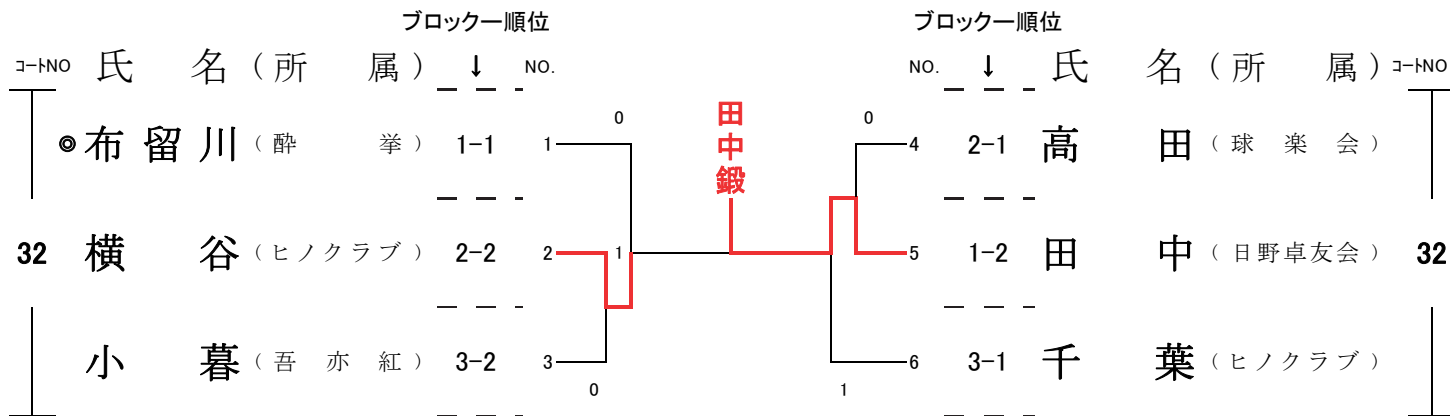 ブロックー順位 ブロックー順位
コートNO 氏 名 (所 属) ↓ NO. NO. ↓ 氏 名 (所 属) コートNO
0 田中鍛 0
◎布留川 (酔 挙) 1-1 1 4 2-1 高 田 (球 楽 会)
32 横 谷 (ヒノクラブ) 2-2 2 1 5 1-2 田 中 (日野卓友会) 32
小 暮 (吾 亦 紅) 3-2 3 6 3-1 千 葉 (ヒノクラブ)
0 1